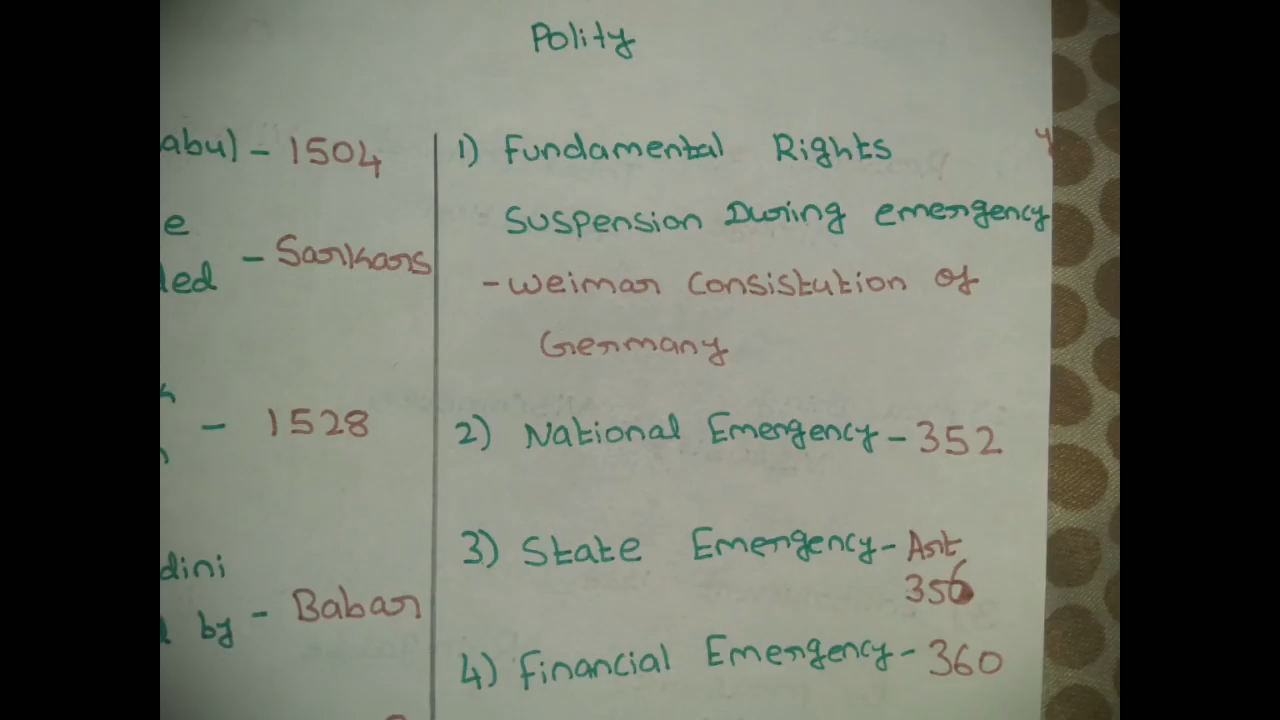 Polity
abul - 1504
e
led - Sarkars
- 1528
dini
by - Babar
1) Fundamental Rights
Suspension During emergency
- Weimar Consistution of
Germany
2) National Emergency - 352
3) State Emergency - Art
356
4) Financial Emergency - 360